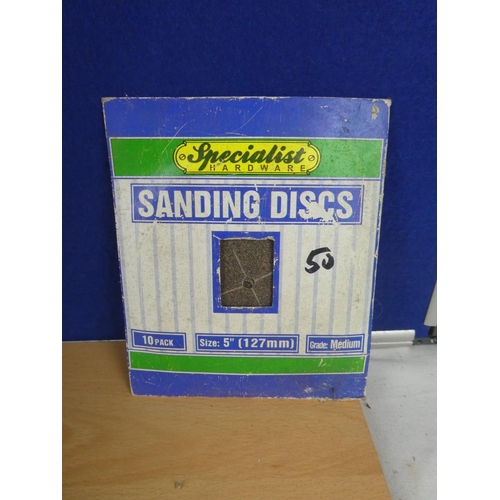 Specialist
HARDWARE
SANDING DISCS
50
10 PACK
Size: 5" (127mm)
Grade: Medium